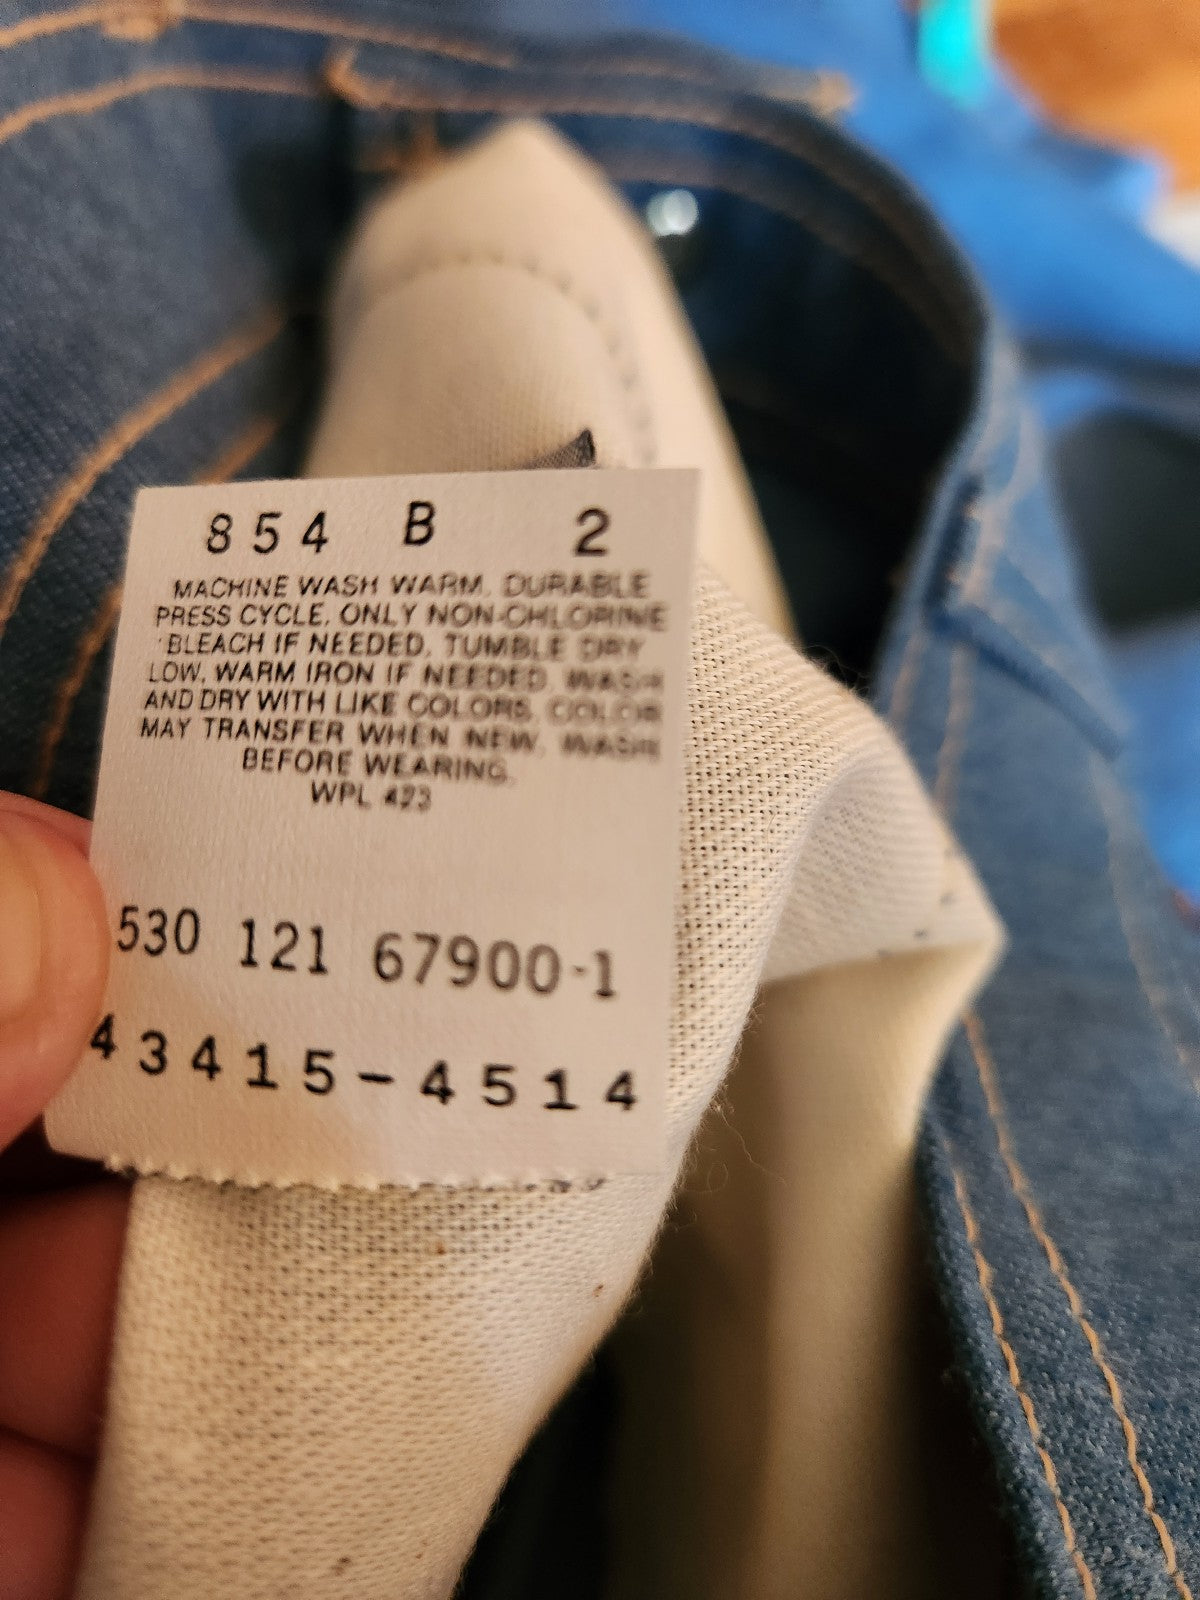 854 B 2
MACHINE WASH WARM. DURABLE
PRESS CYCLE. ONLY NON-CHLORINE
BLEACH IF NEEDED. TUMBLE DRY
LOW. WARM IRON IF NEEDED. WASH
AND DRY WITH LIKE COLORS. COLOR
MAY TRANSFER WHEN NEW. WASH
BEFORE WEARING.
WPL 423
530 121 67900-1
43415-4514